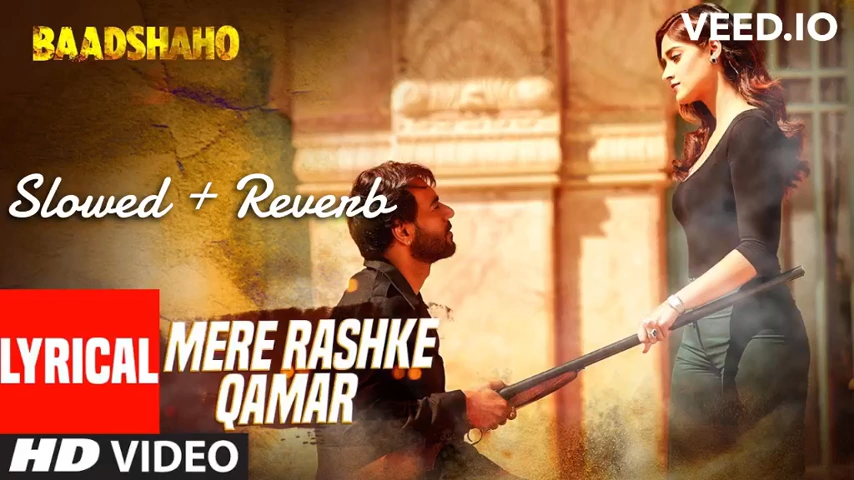 BAADSHAHO
VEED.IO
Slowed + Reverb
LYRICAL
MERE RASHKE
QAMAR
HD VIDEO